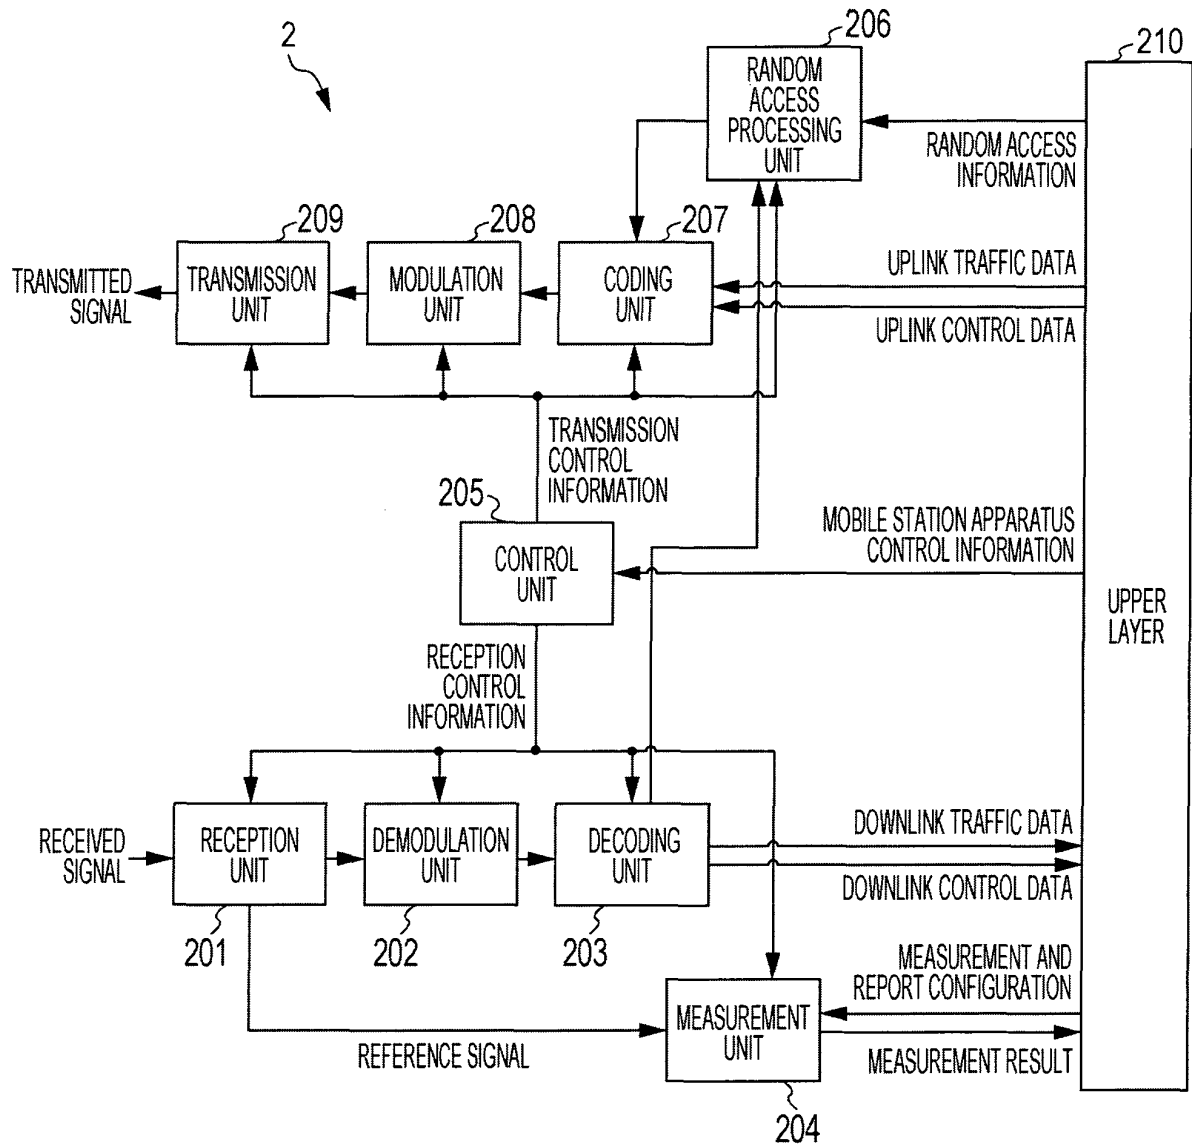 2
206
210
RANDOM
ACCESS
PROCESSING
UNIT
RANDOM ACCESS
INFORMATION
209
208
207
TRANSMITTED
SIGNAL
TRANSMISSION
UNIT
MODULATION
UNIT
CODING
UNIT
UPLINK TRAFFIC DATA
UPLINK CONTROL DATA
TRANSMISSION
CONTROL
INFORMATION
205
CONTROL
UNIT
MOBILE STATION APPARATUS
CONTROL INFORMATION
UPPER
LAYER
RECEPTION
CONTROL
INFORMATION
RECEIVED
SIGNAL
RECEPTION
UNIT
DEMODULATION
UNIT
DECODING
UNIT
DOWNLINK TRAFFIC DATA
DOWNLINK CONTROL DATA
201
202
203
MEASUREMENT AND
REPORT CONFIGURATION
MEASUREMENT
UNIT
REFERENCE SIGNAL
MEASUREMENT RESULT
204